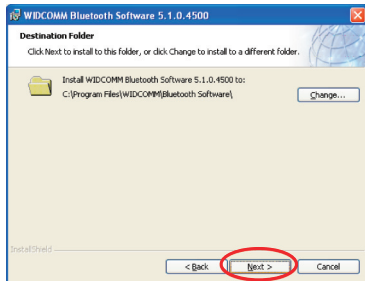 WIDCOMM Bluetooth Software 5.1.0.4500
Destination Folder
Click Next to install to this folder, or click Change to install to a different folder.
Install WIDCOMM Bluetooth Software 5.1.0.4500 to:
C:\Program Files\WIDCOMM\Bluetooth Software\
Change...
InstallShield
< Back
Next >
Cancel